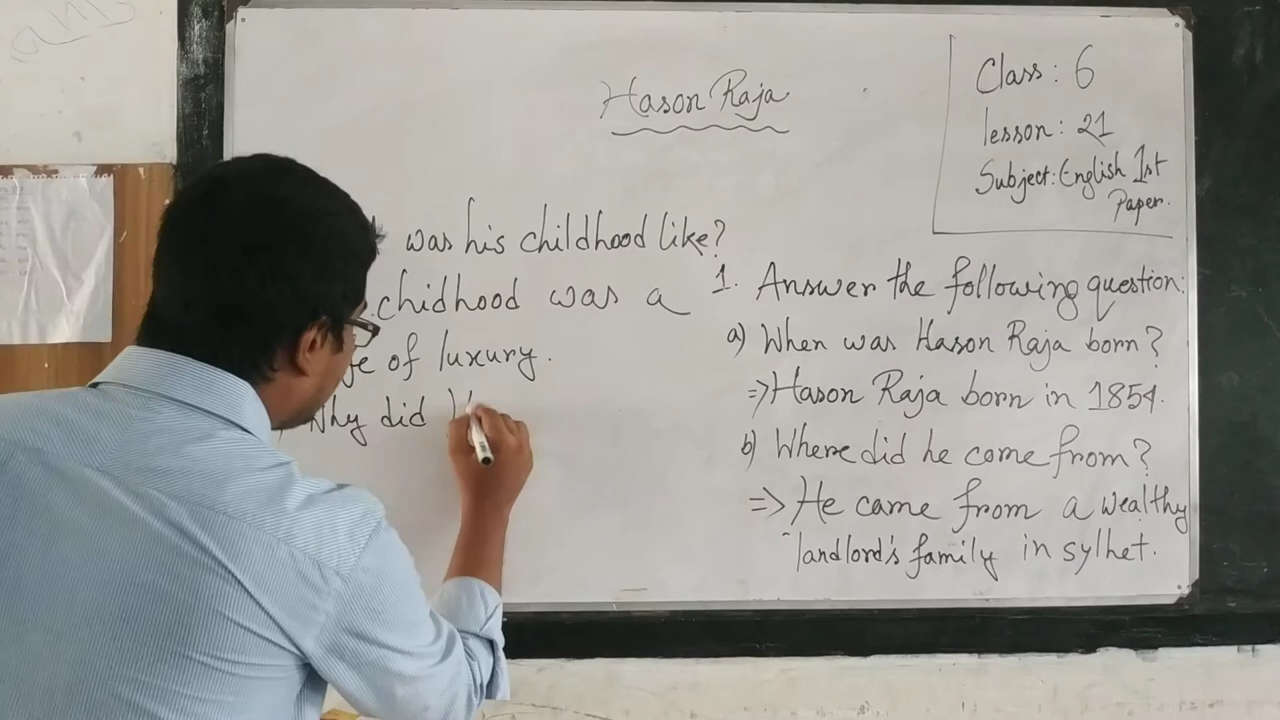 Hason Raja
Class: 6
lesson: 21
Subject: English 1st
Paper.
1. Answer the following question:
a) When was Hason Raja born?
=> Hason Raja born in 1854.
b) Where did he come from?
=> He came from a wealthy
landlord's family in sylhet.
was his childhood like?
chidhood was a
of luxury.
Why did